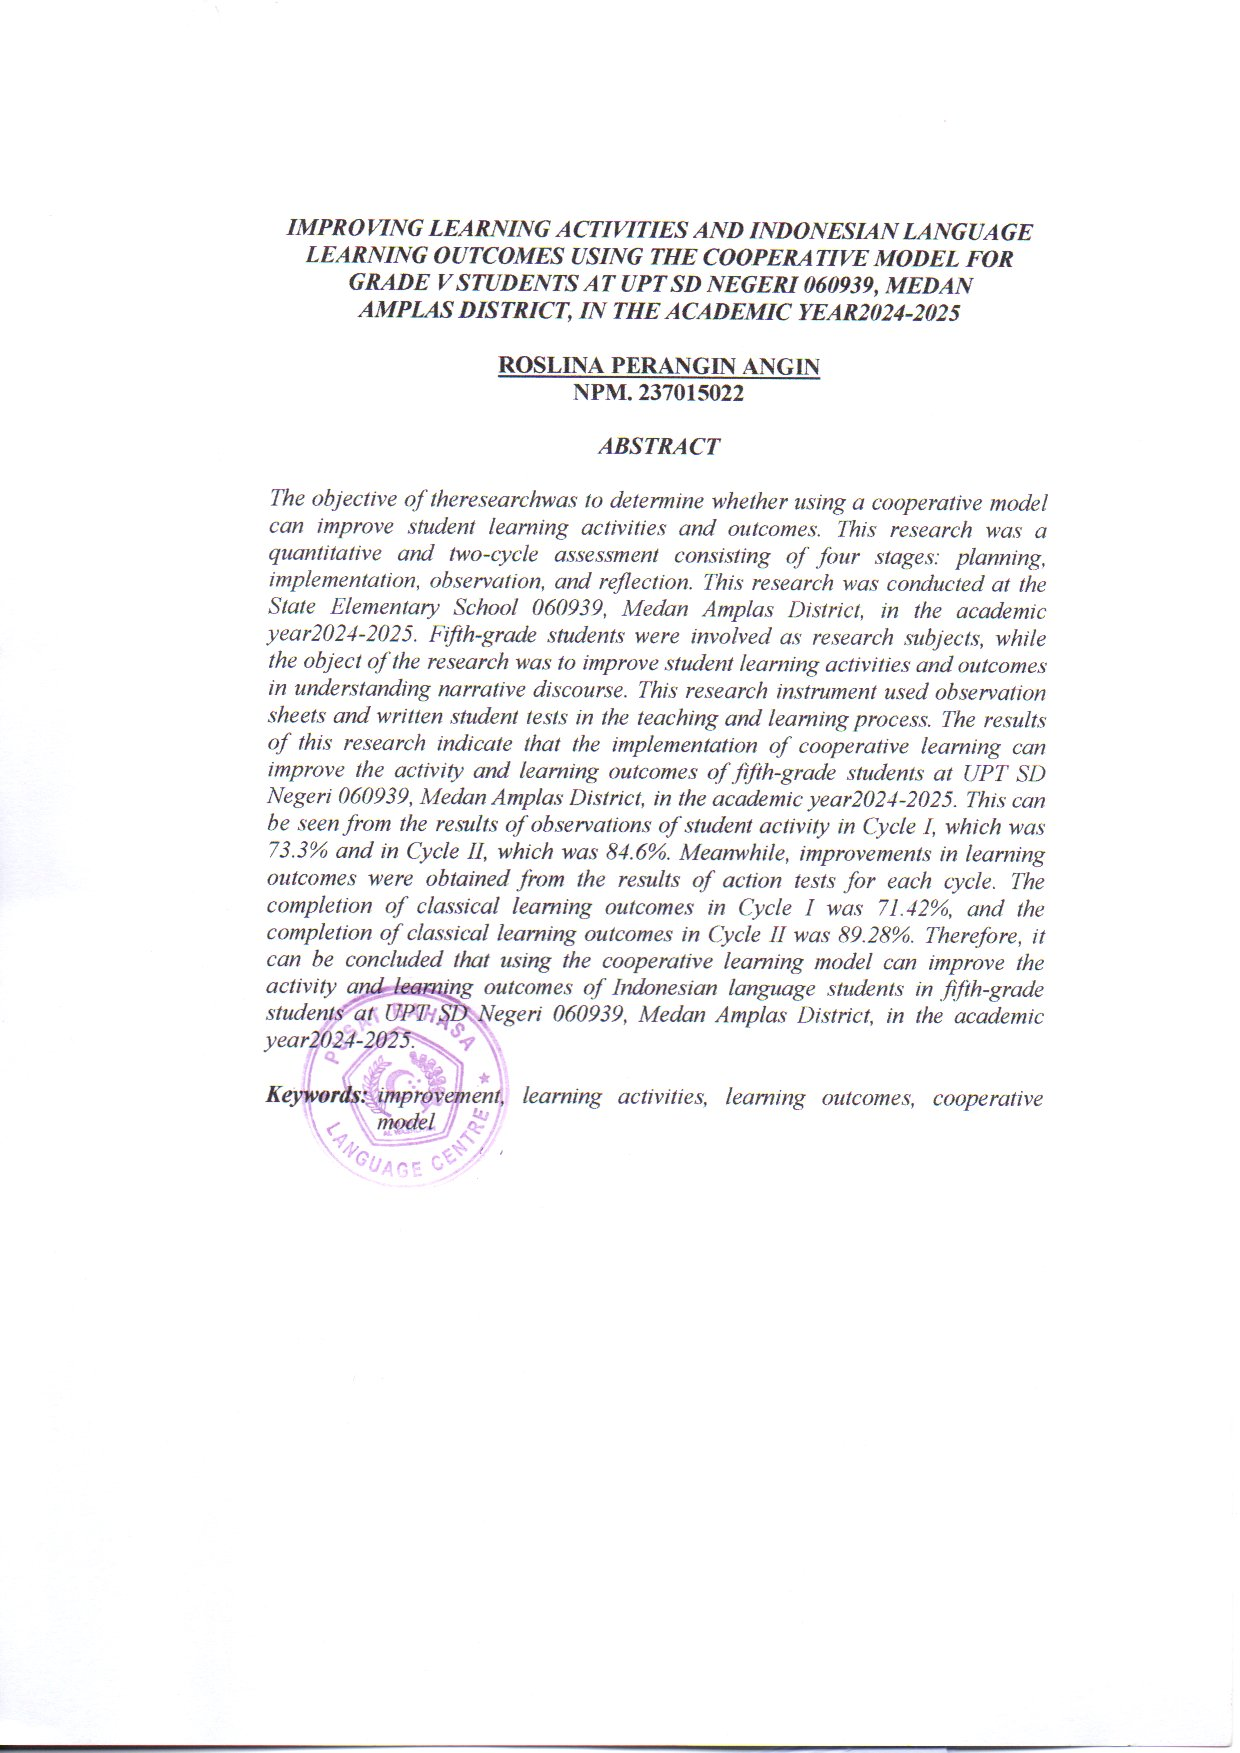 IMPROVING LEARNING ACTIVITIES AND INDONESIAN LANGUAGE
LEARNING OUTCOMES USING THE COOPERATIVE MODEL FOR
GRADE V STUDENTS AT UPT SD NEGERI 060939, MEDAN
AMPLAS DISTRICT, IN THE ACADEMIC YEAR2024-2025
ROSLINA PERANGIN ANGIN
NPM. 237015022
ABSTRACT
The objective of theresearchwas to determine whether using a cooperative model
can improve student learning activities and outcomes. This research was a
quantitative and two-cycle assessment consisting of four stages: planning,
implementation, observation, and reflection. This research was conducted at the
State Elementary School 060939, Medan Amplas District, in the academic
year2024-2025. Fifth-grade students were involved as research subjects, while
the object of the research was to improve student learning activities and outcomes
in understanding narrative discourse. This research instrument used observation
sheets and written student tests in the teaching and learning process. The results
of this research indicate that the implementation of cooperative learning can
improve the activity and learning outcomes of fifth-grade students at UPT SD
Negeri 060939, Medan Amplas District, in the academic year2024-2025. This can
be seen from the results of observations of student activity in Cycle I, which was
73.3% and in Cycle II, which was 84.6%. Meanwhile, improvements in learning
outcomes were obtained from the results of action tests for each cycle. The
completion of classical learning outcomes in Cycle I was 71.42%, and the
completion of classical learning outcomes in Cycle II was 89.28%. Therefore, it
can be concluded that using the cooperative learning model can improve the
activity and learning outcomes of Indonesian language students in fifth-grade
students at UPT SD Negeri 060939, Medan Amplas District, in the academic
year2024-2025.
Keywords: improvement, learning activities, learning outcomes, cooperative
model
PUSAT BAHASA
LANGUAGE CENTRE